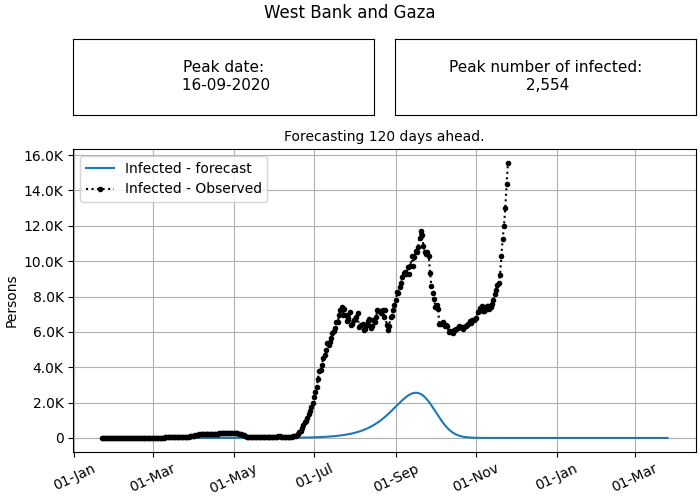 West Bank and Gaza
Peak date:
16-09-2020
Peak number of infected:
2,554
Forecasting 120 days ahead.
Infected - forecast
Infected - Observed
Persons
16.0K
14.0K
12.0K
10.0K
8.0K
6.0K
4.0K
2.0K
0
01-Jan
01-Mar
01-May
01-Jul
01-Sep
01-Nov
01-Jan
01-Mar